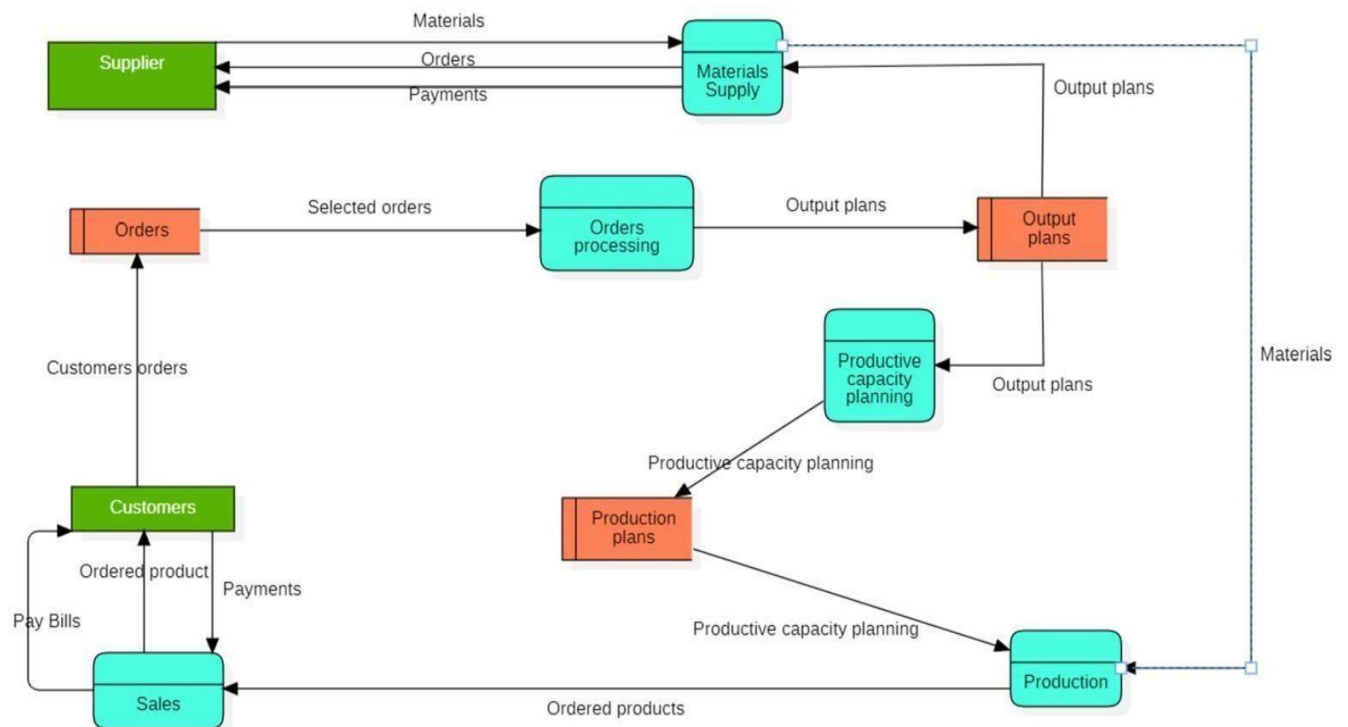 Materials
Supplier
Orders
Materials
Supply
Payments
Output plans
Selected orders
Output plans
Orders
Orders
processing
Output
plans
Customers orders
Productive
capacity
planning
Materials
Output plans
Productive capacity planning
Customers
Production
plans
Ordered product
Payments
Pay Bills
Productive capacity planning
Production
Sales
Ordered products